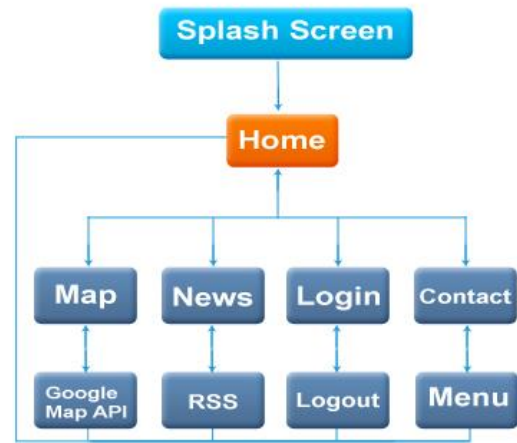 Splash Screen
Home
Map
News
Login
Contact
Google
Map API
RSS
Logout
Menu